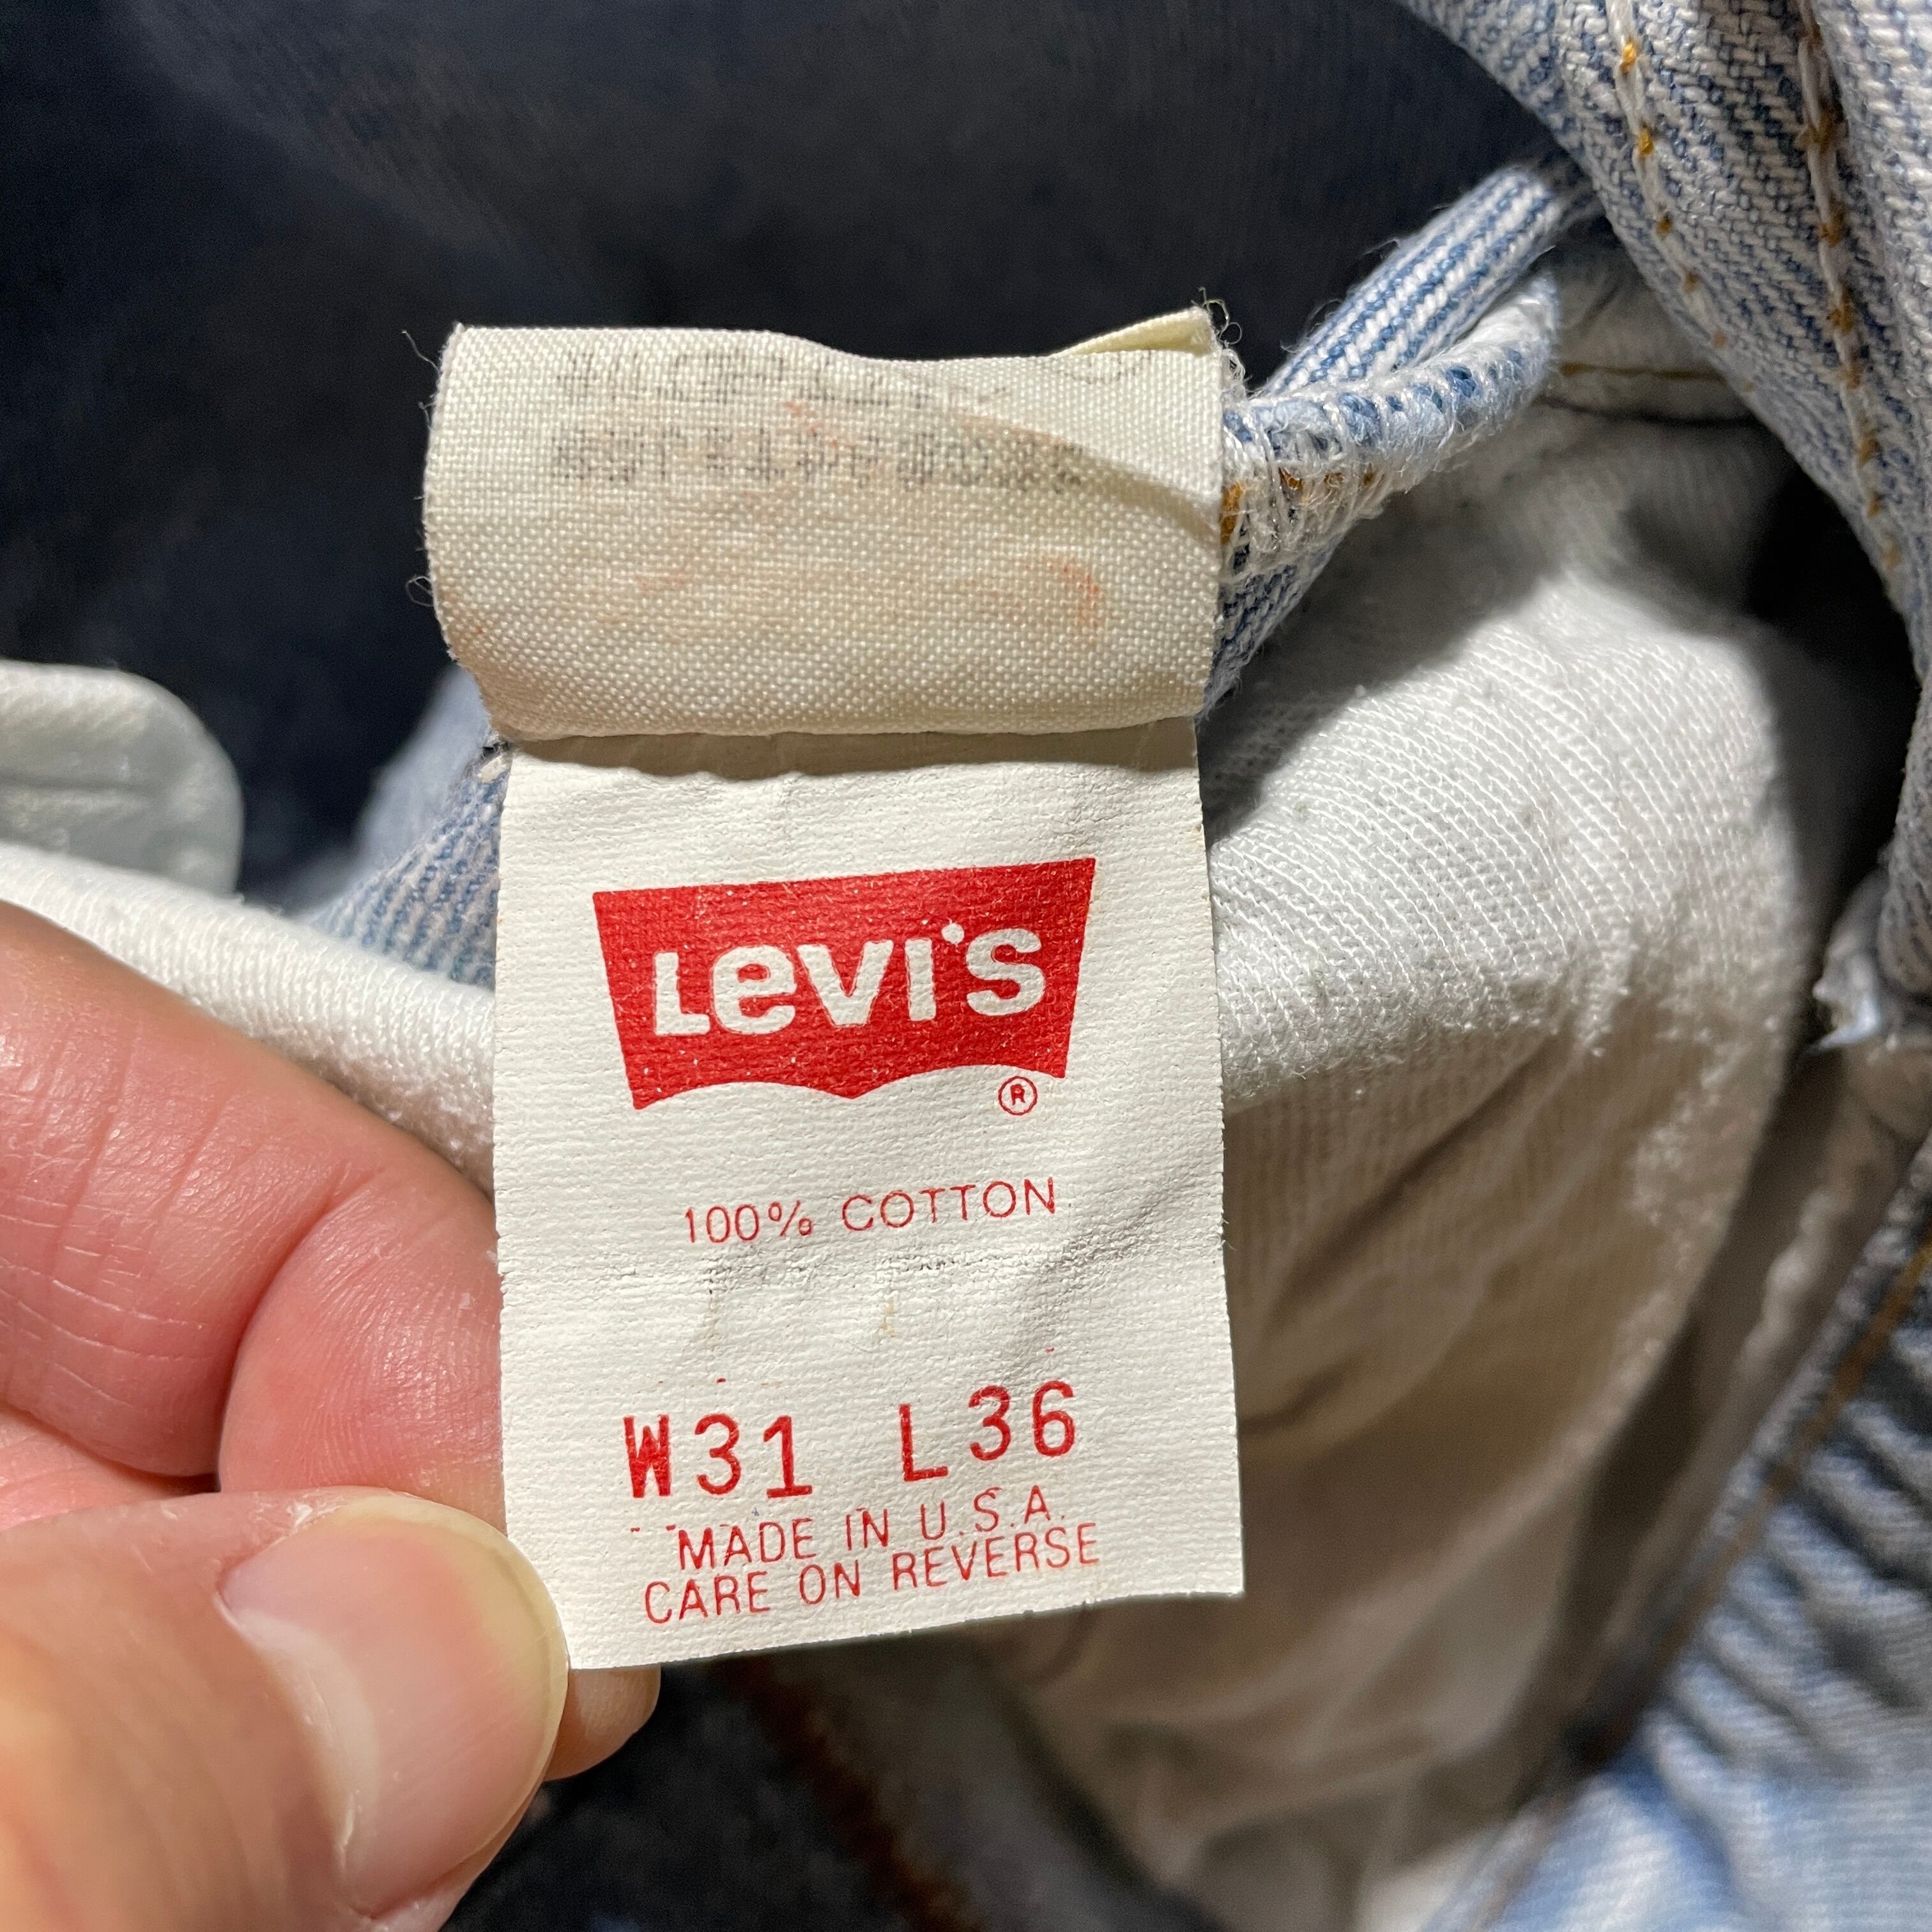 Levi's
®
100% COTTON
W31 L36
MADE IN U.S.A.
CARE ON REVERSE